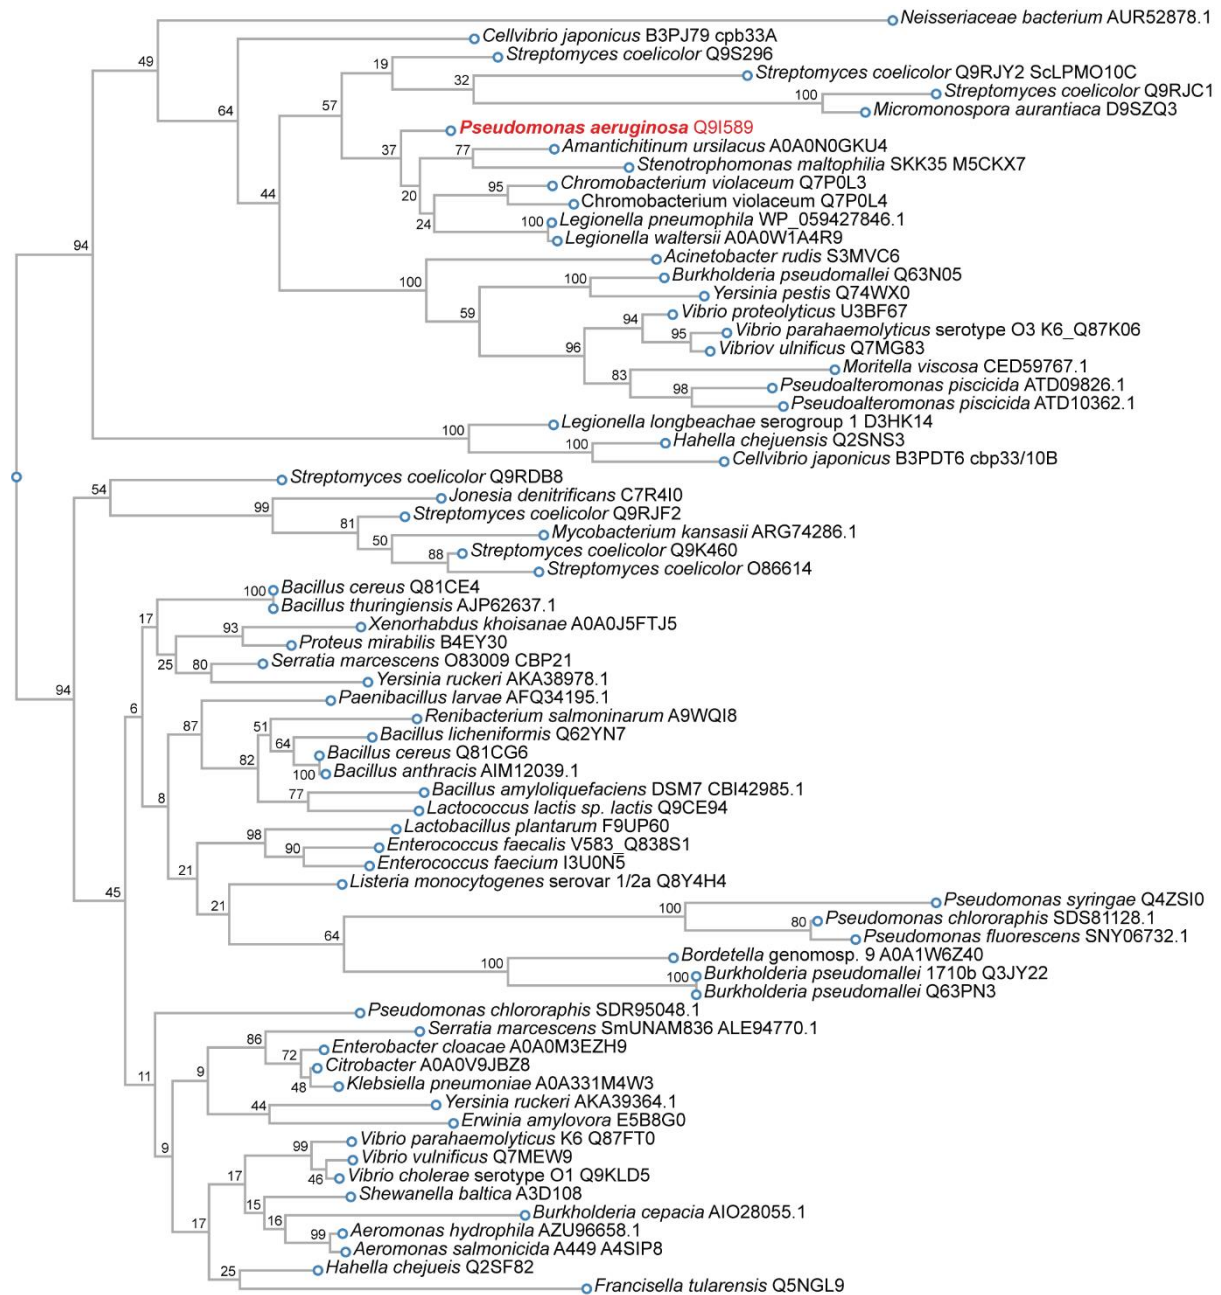 Neisseriaceae bacterium AUR52878.1
Cellvibrio japonicus B3PJ79 cpb33A
49
Streptomyces coelicolor Q9S296
19
Streptomyces coelicolor Q9RJY2 ScLPMO10C
32
Streptomyces coelicolor Q9RJC1
100
64
57
Micromonospora aurantiaca D9SZQ3
Pseudomonas aeruginosa Q9I589
Amantichitinum ursilacus A0A0N0GKU4
37
77
Stenotrophomonas maltophilia SKK35 M5CKX7
Chromobacterium violaceum Q7P0L3
44
20
95
Chromobacterium violaceum Q7P0L4
Legionella pneumophila WP_059427846.1
24
100
Legionella waltersii A0A0W1A4R9
94
Acinetobacter rudis S3MVC6
Burkholderia pseudomallei Q63N05
100
100
Yersinia pestis Q74WX0
Vibrio proteolyticus U3BF67
59
94
Vibrio parahaemolyticus serotype O3 K6_Q87K06
95
Vibriov ulnificus Q7MG83
96
Moritella viscosa CED59767.1
83
Pseudoalteromonas piscicida ATD09826.1
98
Pseudoalteromonas piscicida ATD10362.1
Legionella longbeachae serogroup 1 D3HK14
100
Hahella chejuensis Q2SNS3
100
Cellvibrio japonicus B3PDT6 cbp33/10B
Streptomyces coelicolor Q9RDB8
54
Jonesia denitrificans C7R4I0
99
Streptomyces coelicolor Q9RJF2
81
Mycobacterium kansasii ARG74286.1
50
Streptomyces coelicolor Q9K460
88
Streptomyces coelicolor O86614
Bacillus cereus Q81CE4
100
Bacillus thuringiensis AJP62637.1
17
Xenorhabdus khoisanae A0A0J5FTJ5
93
Proteus mirabilis B4EY30
25
80
Serratia marcescens O83009 CBP21
Yersinia ruckeri AKA38978.1
94
Paenibacillus larvae AFQ34195.1
6
Renibacterium salmoninarum A9WQI8
87
51
Bacillus licheniformis Q62YN7
64
Bacillus cereus Q81CG6
82
100
Bacillus anthracis AIM12039.1
Bacillus amyloliquefaciens DSM7 CBI42985.1
8
77
Lactococcus lactis sp. lactis Q9CE94
Lactobacillus plantarum F9UP60
98
Enterococcus faecalis V583_Q838S1
90
Enterococcus faecium I3U0N5
21
Listeria monocytogenes serovar 1/2a Q8Y4H4
45
Pseudomonas syringae Q4ZSI0
21
100
Pseudomonas chlororaphis SDS81128.1
80
Pseudomonas fluorescens SNY06732.1
64
Bordetella genomosp. 9 A0A1W6Z40
100
Burkholderia pseudomallei 1710b Q3JY22
100
Burkholderia pseudomallei Q63PN3
Pseudomonas chlororaphis SDR95048.1
Serratia marcescens SmUNAM836 ALE94770.1
86
Enterobacter cloacae A0A0M3EZH9
72
Citrobacter A0A0V9JBZ8
11
9
48
Klebsiella pneumoniae A0A331M4W3
Yersinia ruckeri AKA39364.1
44
Erwinia amylovora E5B8G0
Vibrio parahaemolyticus K6 Q87FT0
9
99
Vibrio vulnificus Q7MEW9
17
46
Vibrio cholerae serotype O1 Q9KLD5
Shewanella baltica A3D108
15
Burkholderia cepacia AIO28055.1
17
16
Aeromonas hydrophila AZU96658.1
99
Aeromonas salmonicida A449 A4SIP8
Hahella chejueis Q2SF82
25
Francisella tularensis Q5NGL9